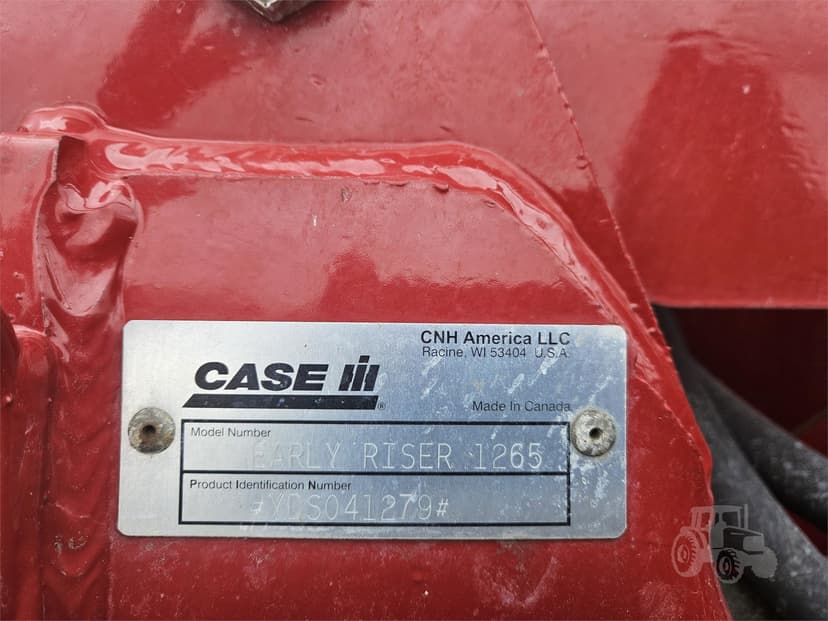 CNH America LLC
Racine, WI 53404 U.S.A.
CASE IH
®
Made In Canada
Model Number
EARLY RISER 1265
Product Identification Number
#YDS041279#